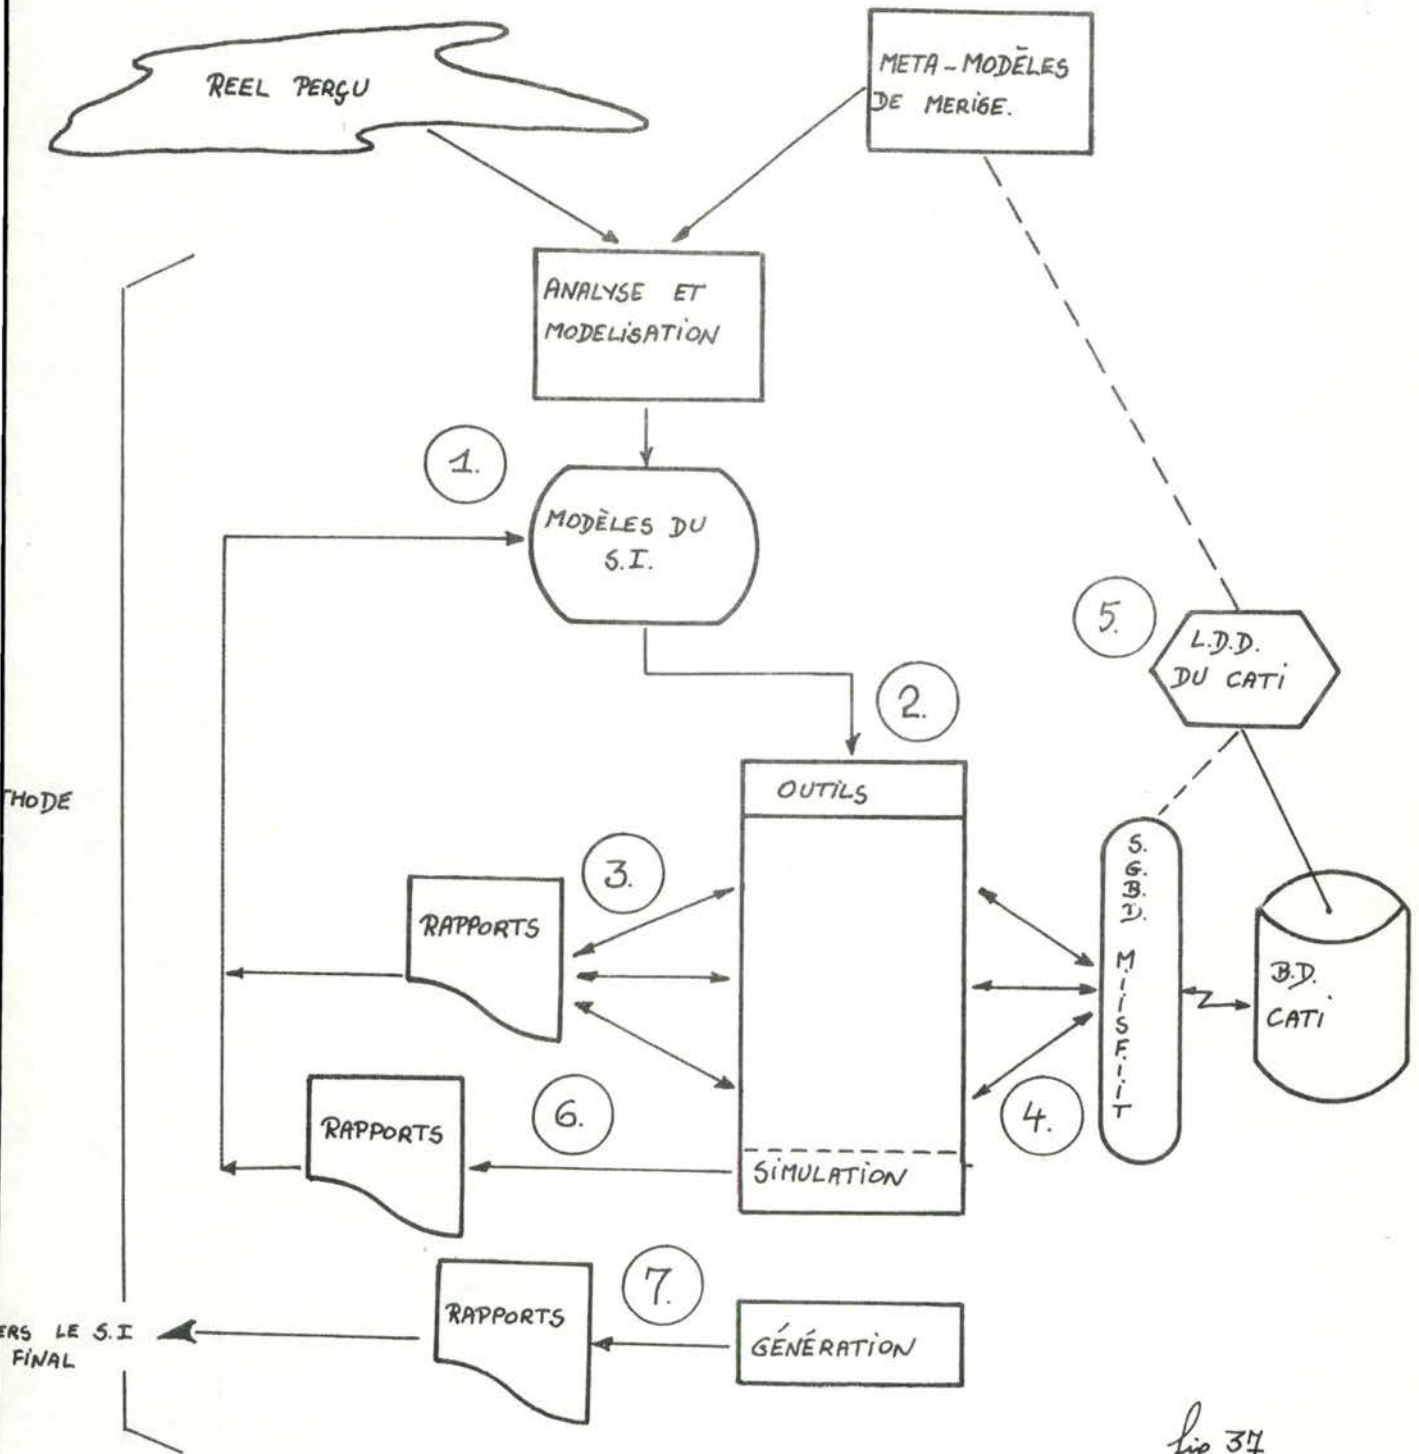 REEL PERÇU
META-MODÈLES
DE MERISE.
ANALYSE ET
MODELISATION
1.
MODÈLES DU
S.I.
5.
L.D.D.
DU CATI
2.
OUTILS
THODE
3.
RAPPORTS
S.
G.
B.
D.
M.
I
I
S.
F.
I
I
T
B.D.
CATI
6.
RAPPORTS
4.
SIMULATION
7.
RAPPORTS
GÉNÉRATION
ERS LE S.I
FINAL
fig 37